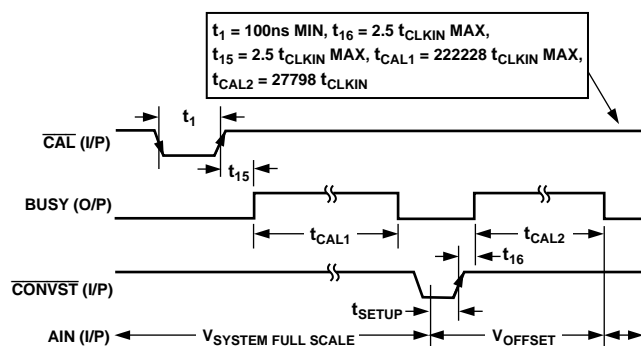 t1 = 100ns MIN, t16 = 2.5 tCLKIN MAX,
t15 = 2.5 tCLKIN MAX, tCAL1 = 222228 tCLKIN MAX,
tCAL2 = 27798 tCLKIN
t1
CAL (I/P)
t15
BUSY (O/P)
tCAL1
tCAL2
t16
CONVST (I/P)
tSETUP
AIN (I/P)
VSYSTEM FULL SCALE
VOFFSET